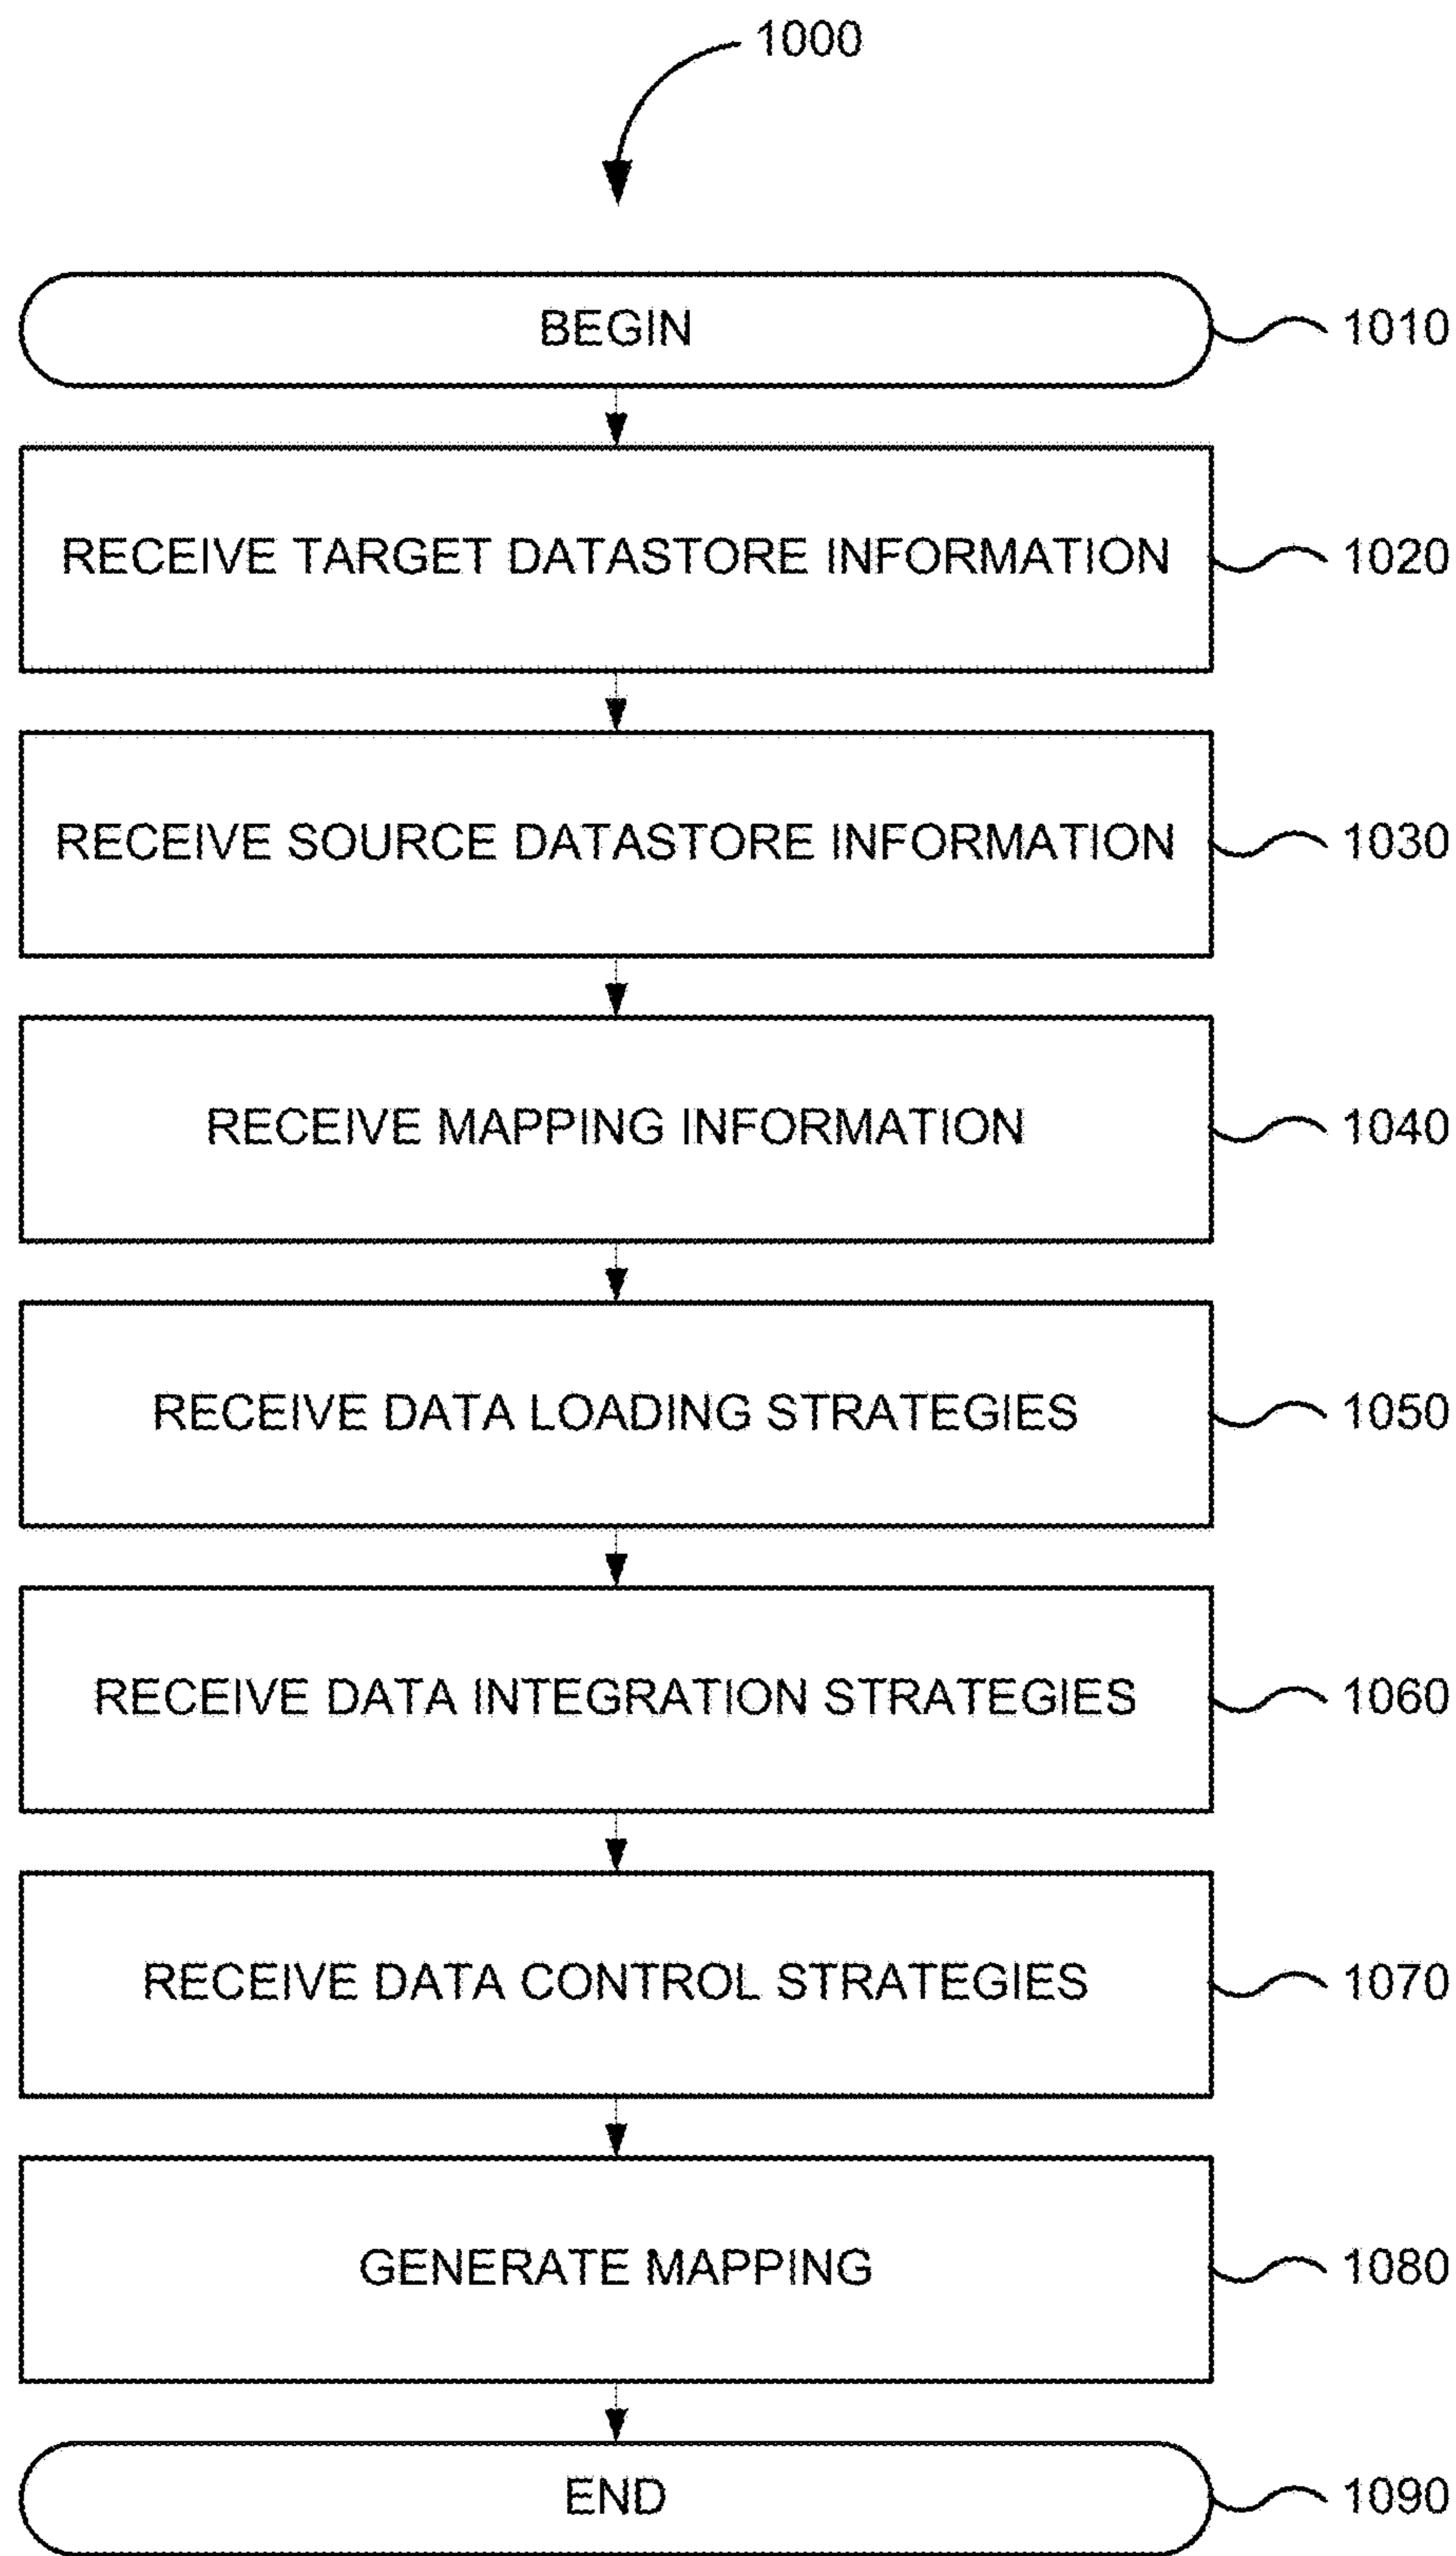 1000
BEGIN 1010
RECEIVE TARGET DATASTORE INFORMATION 1020
RECEIVE SOURCE DATASTORE INFORMATION 1030
RECEIVE MAPPING INFORMATION 1040
RECEIVE DATA LOADING STRATEGIES 1050
RECEIVE DATA INTEGRATION STRATEGIES 1060
RECEIVE DATA CONTROL STRATEGIES 1070
GENERATE MAPPING 1080
END 1090